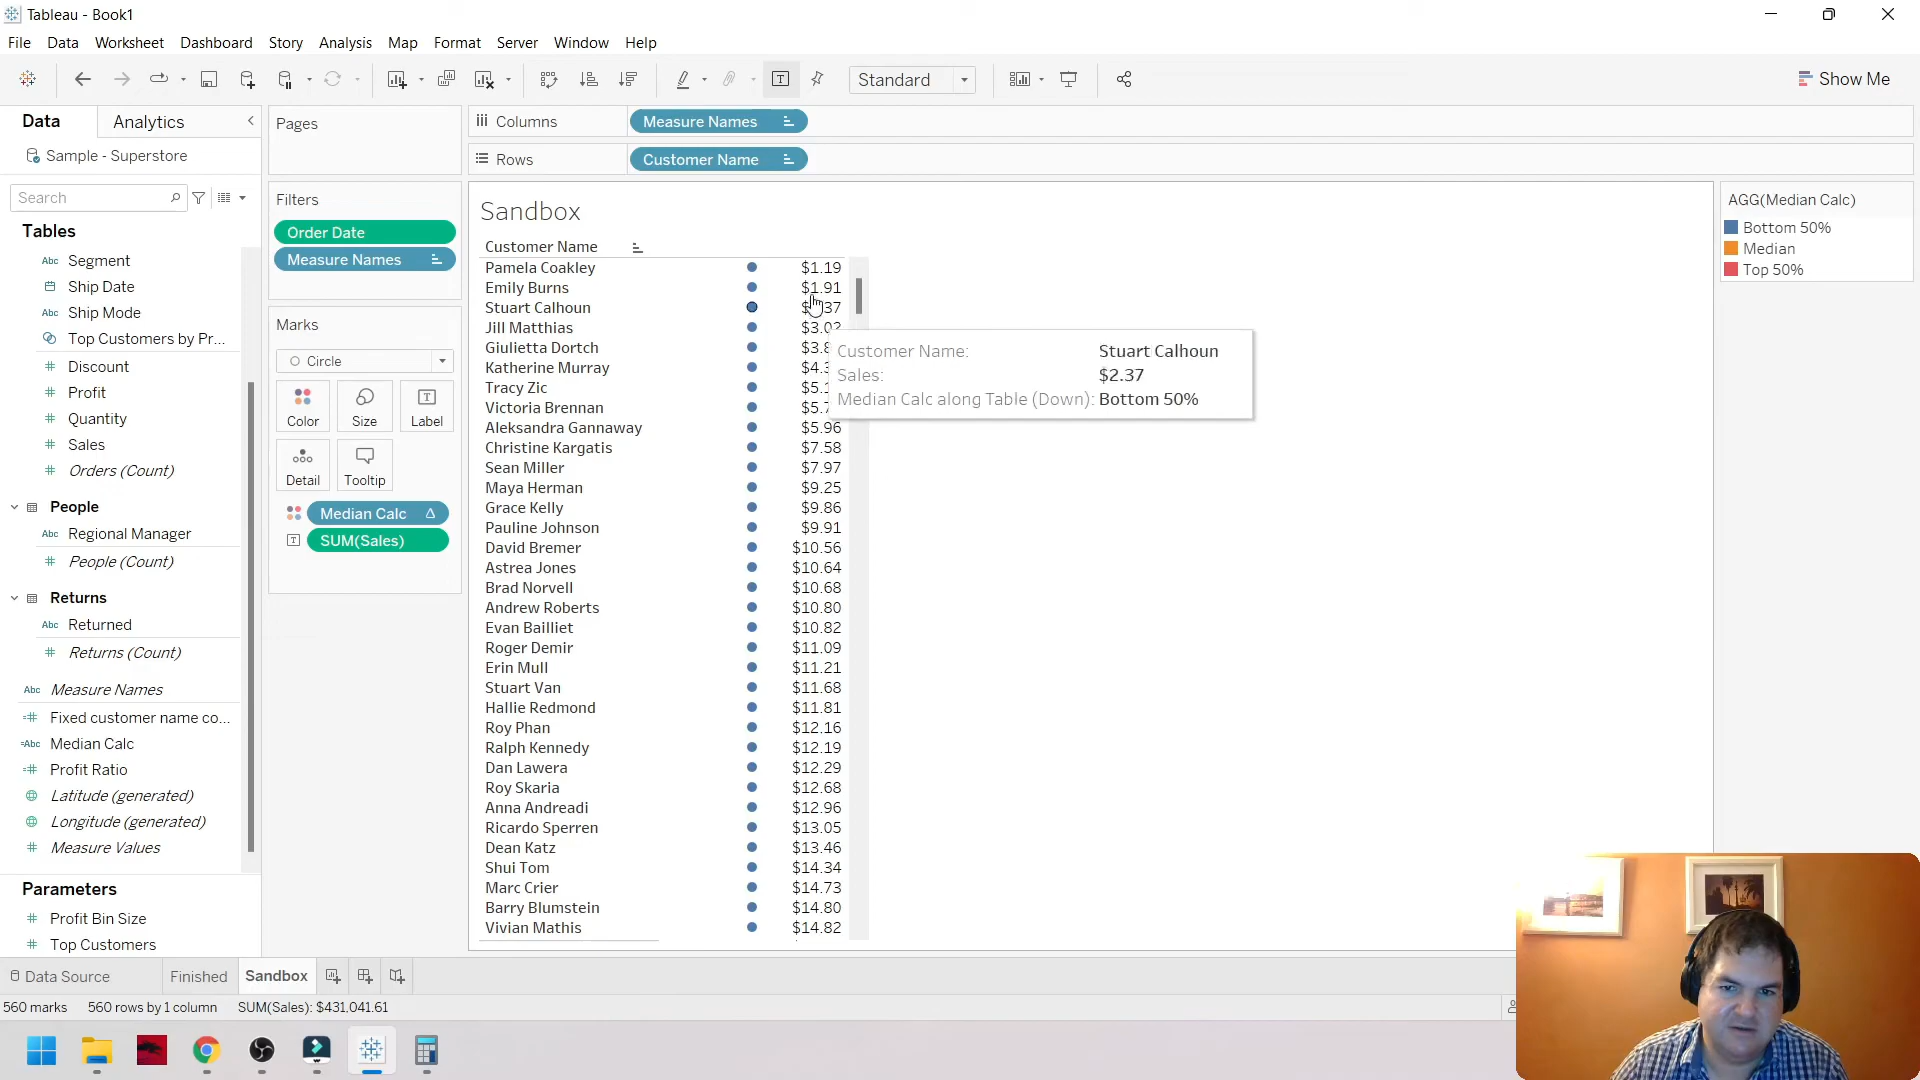 Tableau - Book1
File Data Worksheet Dashboard Story Analysis Map Format Server Window Help
Standard
Show Me
Data Analytics
Sample - Superstore
Search
Tables
Abc Segment
Ship Date
Abc Ship Mode
Top Customers by Pr...
# Discount
# Profit
# Quantity
# Sales
# Orders (Count)
People
Abc Regional Manager
# People (Count)
Returns
Abc Returned
# Returns (Count)
Abc Measure Names
=# Fixed customer name co...
=Abc Median Calc
=# Profit Ratio
Latitude (generated)
Longitude (generated)
# Measure Values
Parameters
# Profit Bin Size
# Top Customers
Pages
Filters
Order Date
Measure Names
Marks
Circle
Color Size Label
Detail Tooltip
Median Calc Δ
T SUM(Sales)
Columns Measure Names
Rows Customer Name
Sandbox
Customer Name
Pamela Coakley $1.19
Emily Burns $1.91
Stuart Calhoun
Jill Matthias
Giulietta Dortch
Katherine Murray
Tracy Zic
Victoria Brennan
Aleksandra Gannaway $5.96
Christine Kargatis $7.58
Sean Miller $7.97
Maya Herman $9.25
Grace Kelly $9.86
Pauline Johnson $9.91
David Bremer $10.56
Astrea Jones $10.64
Brad Norvell $10.68
Andrew Roberts $10.80
Evan Bailliet $10.82
Roger Demir $11.09
Erin Mull $11.21
Stuart Van $11.68
Hallie Redmond $11.81
Roy Phan $12.16
Ralph Kennedy $12.19
Dan Lawera $12.29
Roy Skaria $12.68
Anna Andreadi $12.96
Ricardo Sperren $13.05
Dean Katz $13.46
Shui Tom $14.34
Marc Crier $14.73
Barry Blumstein $14.80
Vivian Mathis $14.82
Customer Name: Stuart Calhoun
Sales: $2.37
Median Calc along Table (Down): Bottom 50%
AGG(Median Calc)
Bottom 50%
Median
Top 50%
Data Source Finished Sandbox
560 marks 560 rows by 1 column SUM(Sales): $431,041.61